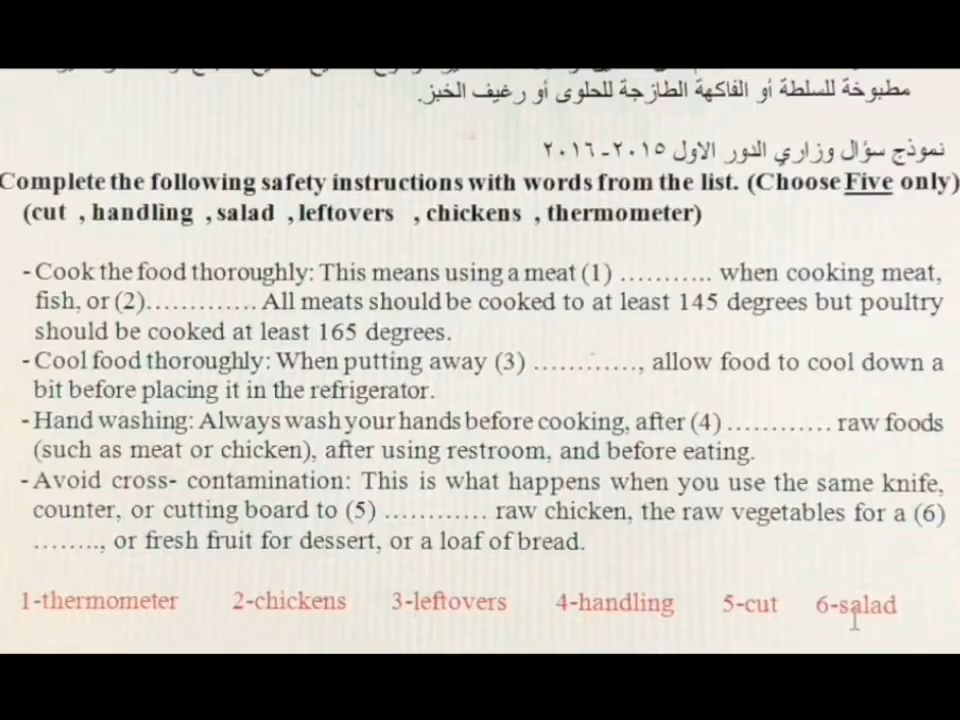 مطبوخة للسلطة أو الفاكهة الطازجة للحلوى أو رغيف الخبز.
نموذج سؤال وزاري الدور الاول ٢٠١٥-٢٠١٦
Complete the following safety instructions with words from the list. (Choose Five only)
(cut , handling , salad , leftovers , chickens , thermometer)
- Cook the food thoroughly: This means using a meat (1) ……….. when cooking meat,
fish, or (2)…………. All meats should be cooked to at least 145 degrees but poultry
should be cooked at least 165 degrees.
- Cool food thoroughly: When putting away (3) …………, allow food to cool down a
bit before placing it in the refrigerator.
- Hand washing: Always wash your hands before cooking, after (4) ………… raw foods
(such as meat or chicken), after using restroom, and before eating.
- Avoid cross- contamination: This is what happens when you use the same knife,
counter, or cutting board to (5) ………… raw chicken, the raw vegetables for a (6)
…….., or fresh fruit for dessert, or a loaf of bread.
1-thermometer 2-chickens 3-leftovers 4-handling 5-cut 6-salad